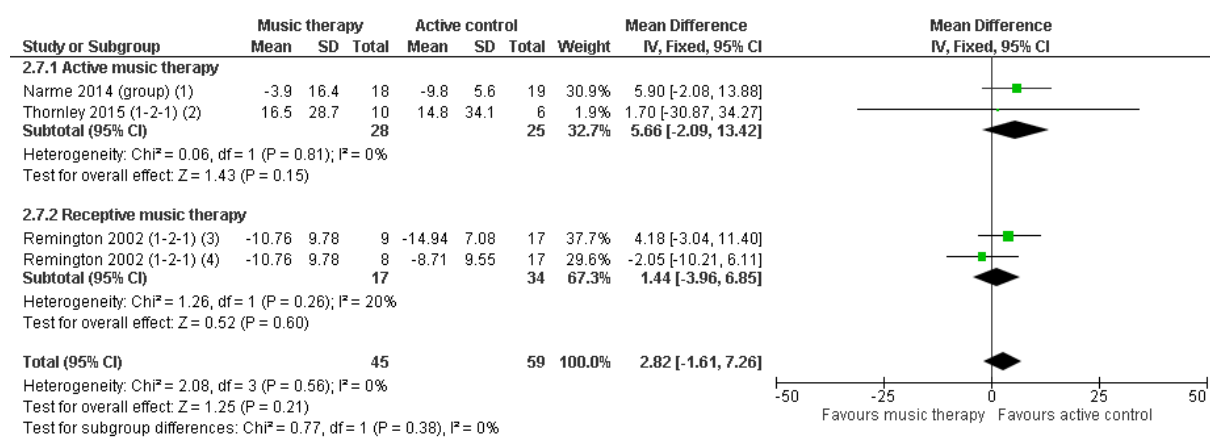 Music therapy Active control Mean Difference Mean Difference
Study or Subgroup Mean SD Total Mean SD Total Weight IV, Fixed, 95% CI IV, Fixed, 95% CI
2.7.1 Active music therapy
Narme 2014 (group) (1) -3.9 16.4 18 -9.8 5.6 19 30.9% 5.90 [-2.08, 13.88]
Thornley 2015 (1-2-1) (2) 16.5 28.7 10 14.8 34.1 6 1.9% 1.70 [-30.87, 34.27]
Subtotal (95% CI) 28 25 32.7% 5.66 [-2.09, 13.42]
Heterogeneity: Chi² = 0.06, df = 1 (P = 0.81); I² = 0%
Test for overall effect: Z = 1.43 (P = 0.15)
2.7.2 Receptive music therapy
Remington 2002 (1-2-1) (3) -10.76 9.78 9 -14.94 7.08 17 37.7% 4.18 [-3.04, 11.40]
Remington 2002 (1-2-1) (4) -10.76 9.78 8 -8.71 9.55 17 29.6% -2.05 [-10.21, 6.11]
Subtotal (95% CI) 17 34 67.3% 1.44 [-3.96, 6.85]
Heterogeneity: Chi² = 1.26, df = 1 (P = 0.26); I² = 20%
Test for overall effect: Z = 0.52 (P = 0.60)
Total (95% CI) 45 59 100.0% 2.82 [-1.61, 7.26]
Heterogeneity: Chi² = 2.08, df = 3 (P = 0.56); I² = 0%
Test for overall effect: Z = 1.25 (P = 0.21)
Test for subgroup differences: Chi² = 0.77, df = 1 (P = 0.38), I² = 0%
-50 -25 0 25 50
Favours music therapy Favours active control